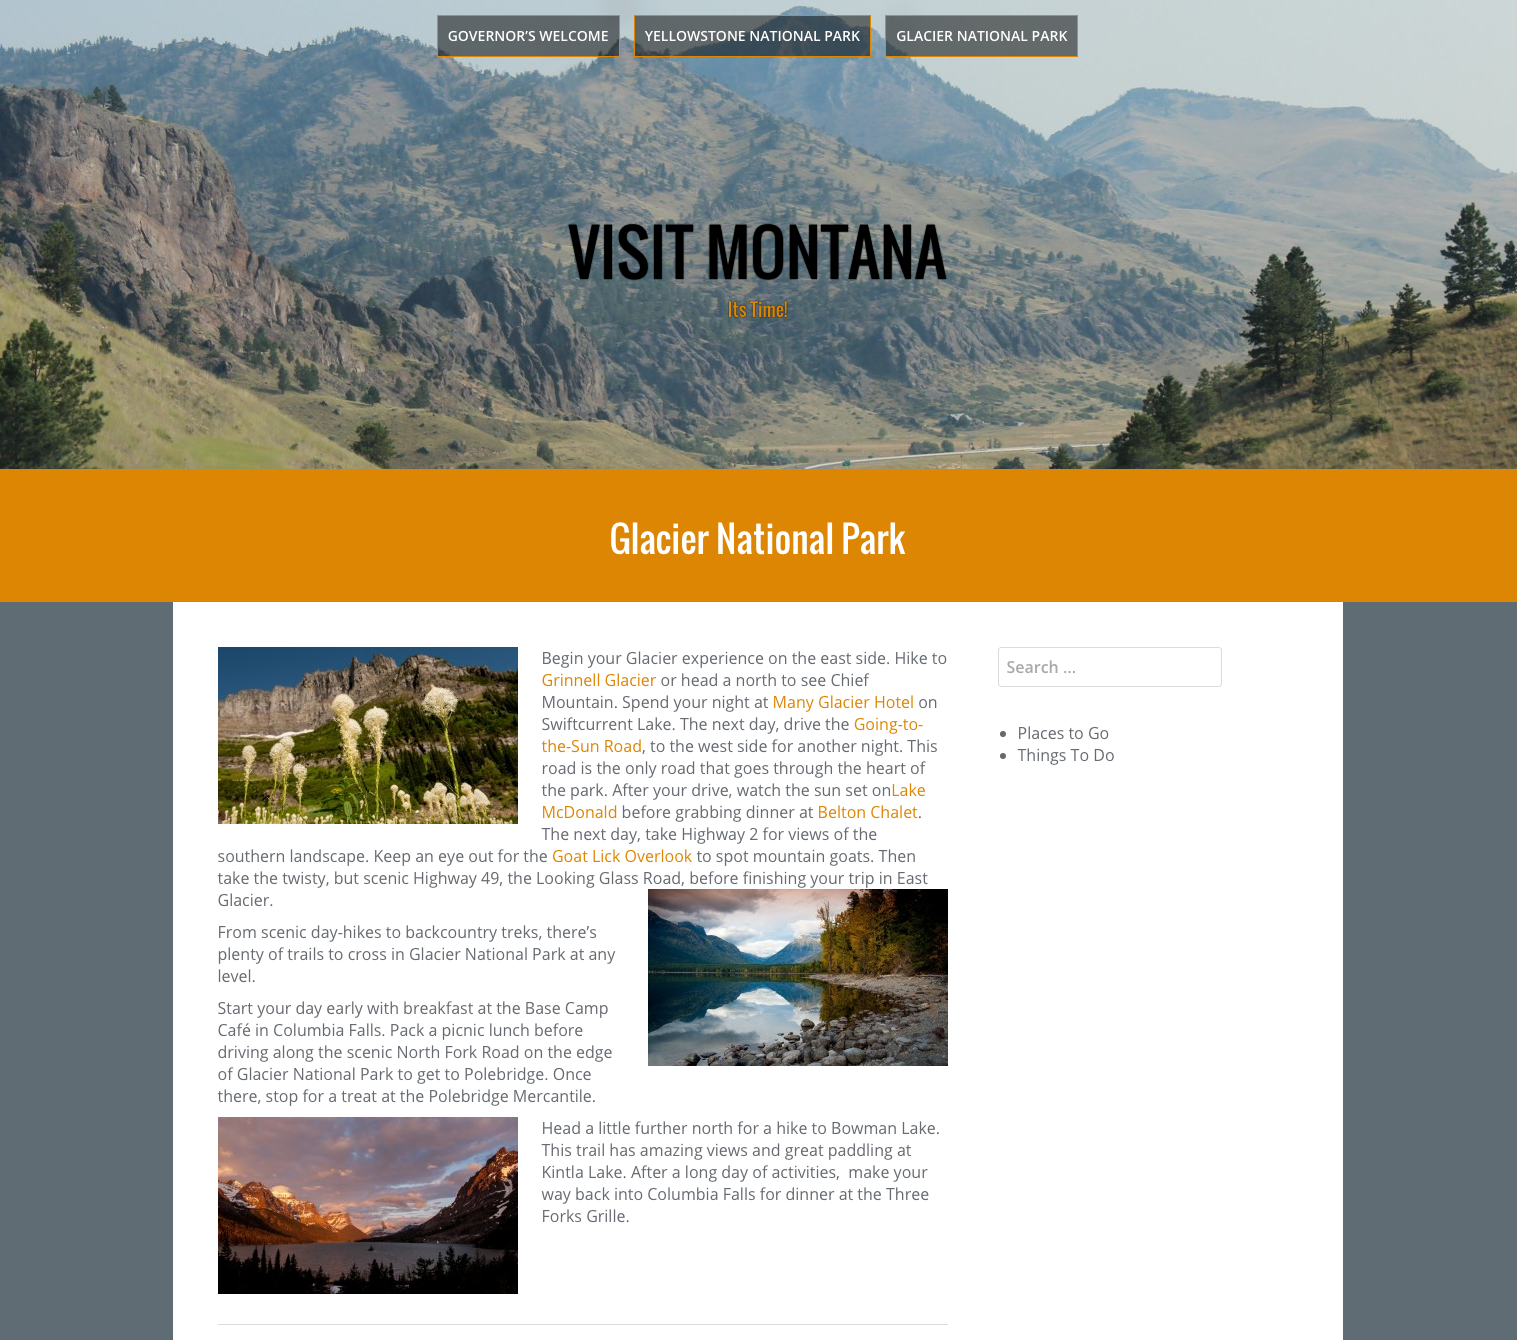 GOVERNOR’S WELCOME
YELLOWSTONE NATIONAL PARK
GLACIER NATIONAL PARK
VISIT MONTANA
Its Time!
Glacier National Park
Begin your Glacier experience on the east side. Hike to
Grinnell Glacier or head a north to see Chief
Mountain. Spend your night at Many Glacier Hotel on
Swiftcurrent Lake. The next day, drive the Going-to-
the-Sun Road, to the west side for another night. This
road is the only road that goes through the heart of
the park. After your drive, watch the sun set onLake
McDonald before grabbing dinner at Belton Chalet.
The next day, take Highway 2 for views of the
southern landscape. Keep an eye out for the Goat Lick Overlook to spot mountain goats. Then
take the twisty, but scenic Highway 49, the Looking Glass Road, before finishing your trip in East
Glacier.
From scenic day-hikes to backcountry treks, there’s
plenty of trails to cross in Glacier National Park at any
level.
Start your day early with breakfast at the Base Camp
Café in Columbia Falls. Pack a picnic lunch before
driving along the scenic North Fork Road on the edge
of Glacier National Park to get to Polebridge. Once
there, stop for a treat at the Polebridge Mercantile.
Head a little further north for a hike to Bowman Lake.
This trail has amazing views and great paddling at
Kintla Lake. After a long day of activities,  make your
way back into Columbia Falls for dinner at the Three
Forks Grille.
Search …
Places to Go
Things To Do